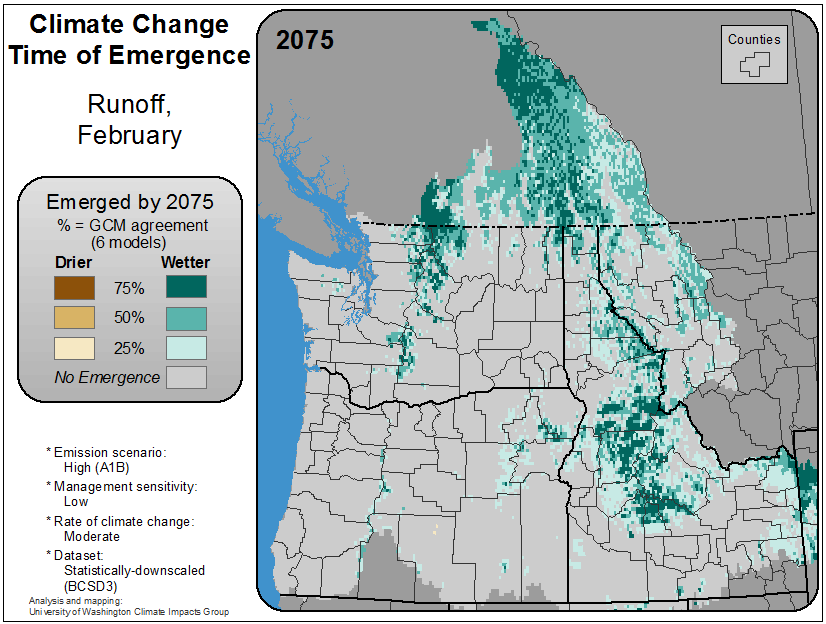 Climate Change
Time of Emergence
Runoff,
February
Emerged by 2075
% = GCM agreement
(6 models)
Drier Wetter
75%
50%
25%
No Emergence
* Emission scenario:
High (A1B)
* Management sensitivity:
Low
* Rate of climate change:
Moderate
* Dataset:
Statistically-downscaled
(BCSD3)
Analysis and mapping:
University of Washington Climate Impacts Group
2075
Counties